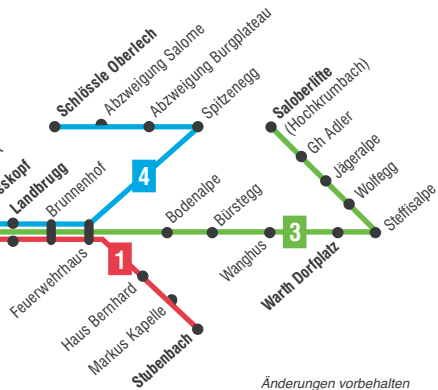 Schlössle Oberlech
Abzweigung Salome
Abzweigung Burgplateau
Spitzenegg
Saloberlifte
(Hochkrumbach)
Gh Adler
Jägeralpe
Wolfegg
Steffisalpe
sskopf
Landbrugg
Brunnenhof
4
Bodenalpe
Bürstegg
3
Wanghus
Warth Dorfplatz
Feuerwehrhaus
1
Haus Bernhard
Markus Kapelle
Stubenbach
Änderungen vorbehalten